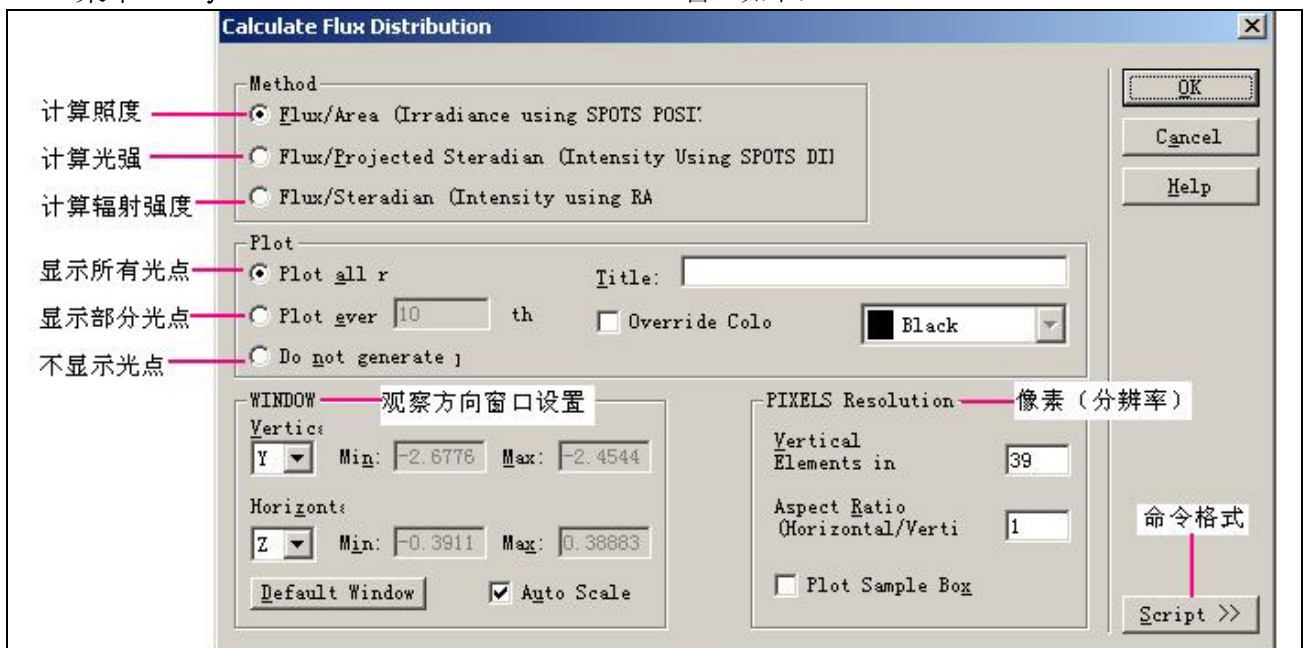 Calculate Flux Distribution
Method
计算照度
Flux/Area (Irradiance using SPOTS POSI
计算光强
Flux/Projected Steradian (Intensity Using SPOTS DI
计算辐射强度
Flux/Steradian (Intensity using RA
OK
Cancel
Help
Plot
显示所有光点
Plot all r
Title:
显示部分光点
Plot ever 10 th
Override Colo
Black
不显示光点
Do not generate
WINDOW
观察方向窗口设置
Vertic
Y Min: -2.6776 Max: -2.4544
Horizont
Z Min: -0.3911 Max: 0.38883
Default Window
Auto Scale
PIXELS Resolution
像素（分辨率）
Vertical
Elements in 39
Aspect Ratio
(Horizontal/Verti 1
Plot Sample Box
命令格式
Script >>